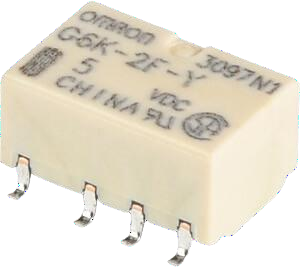 OMRON 3097N1
G6K-2F-Y
5 VDC
CHINA